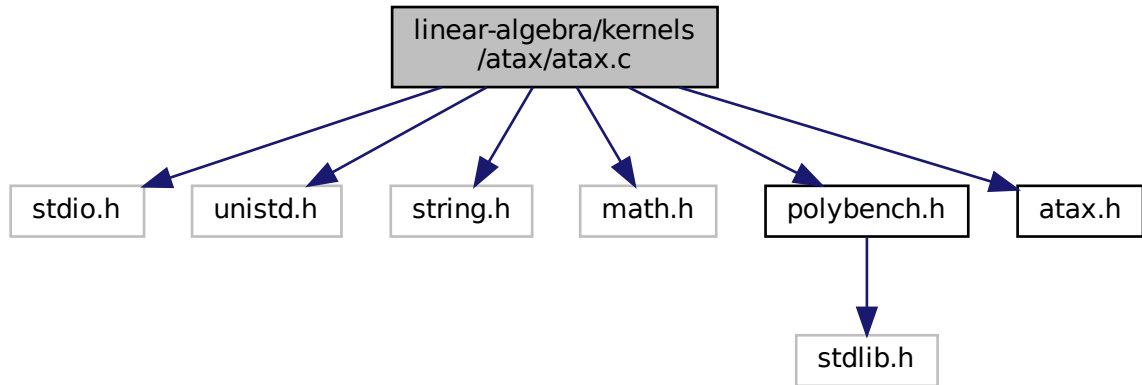 linear-algebra/kernels
/atax/atax.c
stdio.h
unistd.h
string.h
math.h
polybench.h
atax.h
stdlib.h